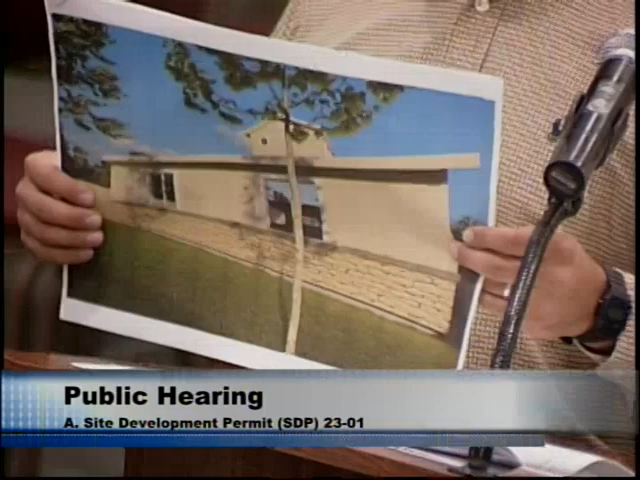 Public Hearing
A. Site Development Permit (SDP) 23-01